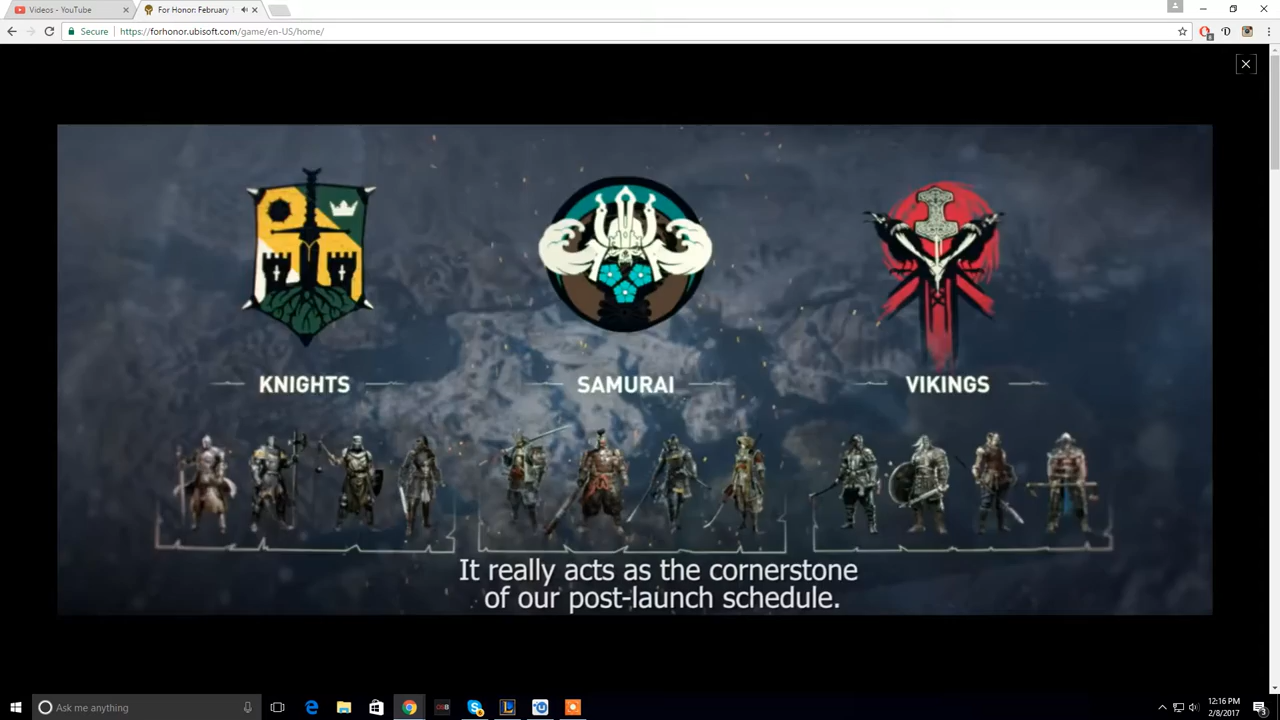 Videos - YouTube
For Honor: February
Secure
https://forhonor.ubisoft.com/game/en-US/home/
KNIGHTS
SAMURAI
VIKINGS
It really acts as the cornerstone
of our post-launch schedule.
Ask me anything
12:16 PM
2/8/2017